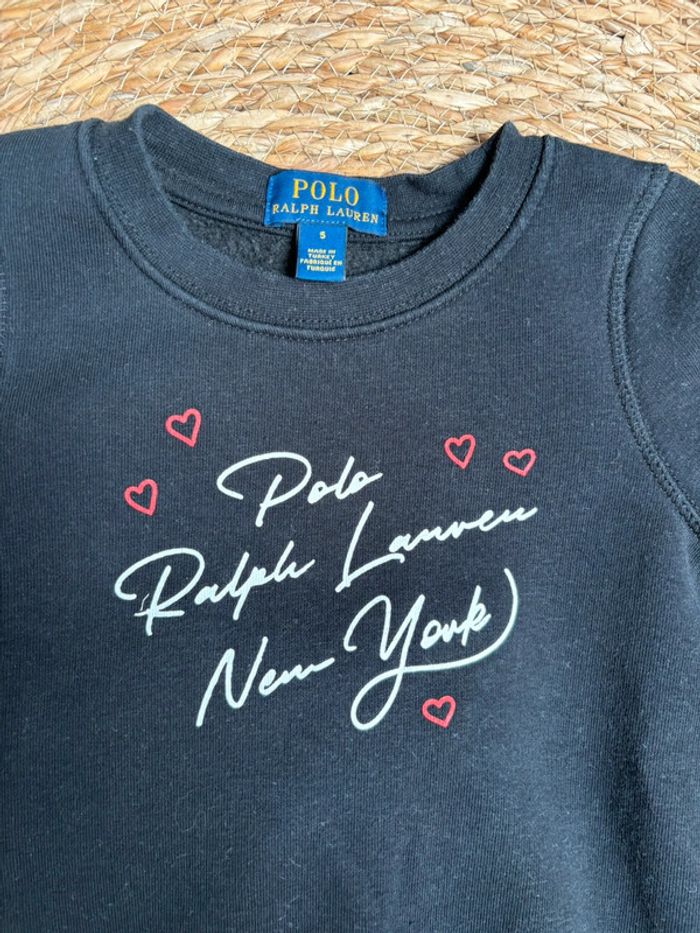 POLO
RALPH LAUREN
5
MADE IN
TURKEY
FABRIQUÉ EN
TURQUIE
Polo
Ralph Lauren
New York